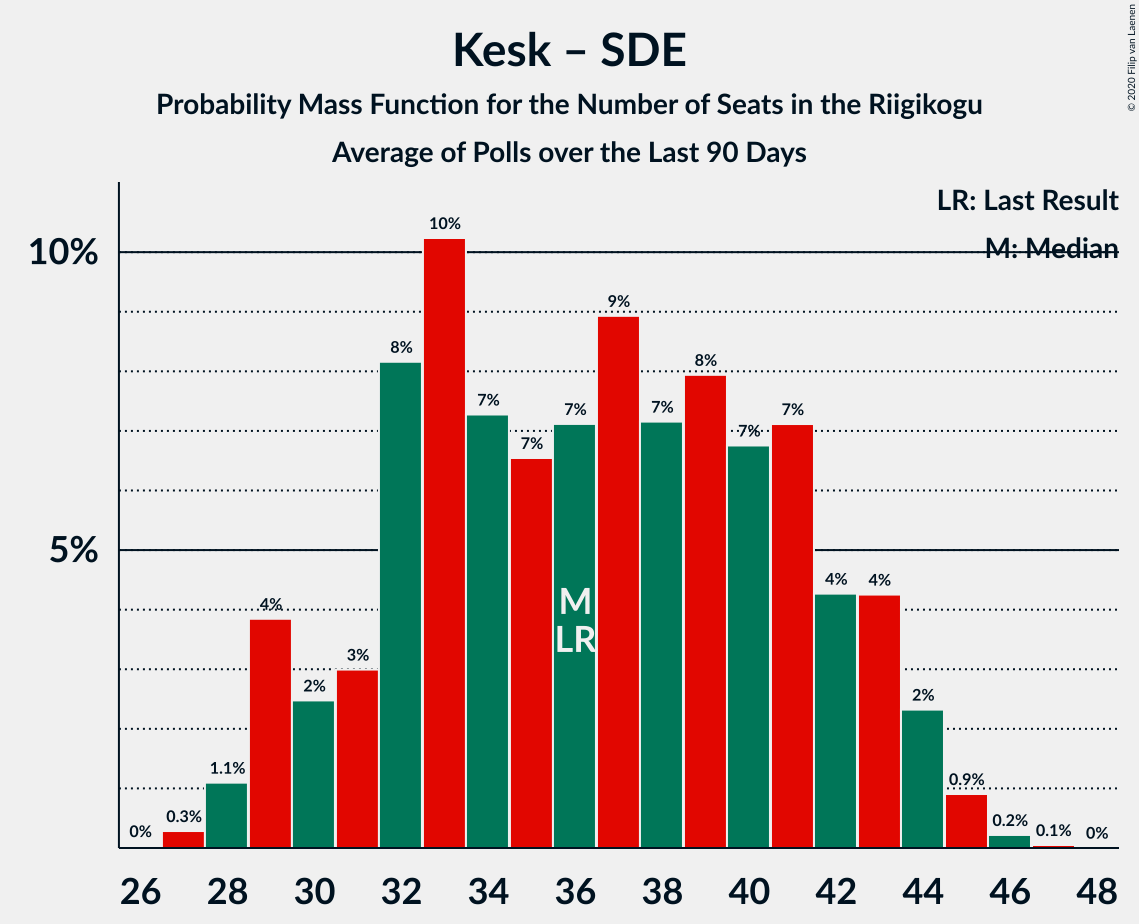 Kesk – SDE
Probability Mass Function for the Number of Seats in the Riigikogu
Average of Polls over the Last 90 Days
© 2020 Filip van Laenen
LR: Last Result
M: Median
10%
5%
0%
0.3%
1.1%
4%
2%
3%
8%
10%
7%
7%
7%
9%
7%
8%
7%
7%
4%
4%
2%
0.9%
0.2%
0.1%
0%
M
LR
26 28 30 32 34 36 38 40 42 44 46 48